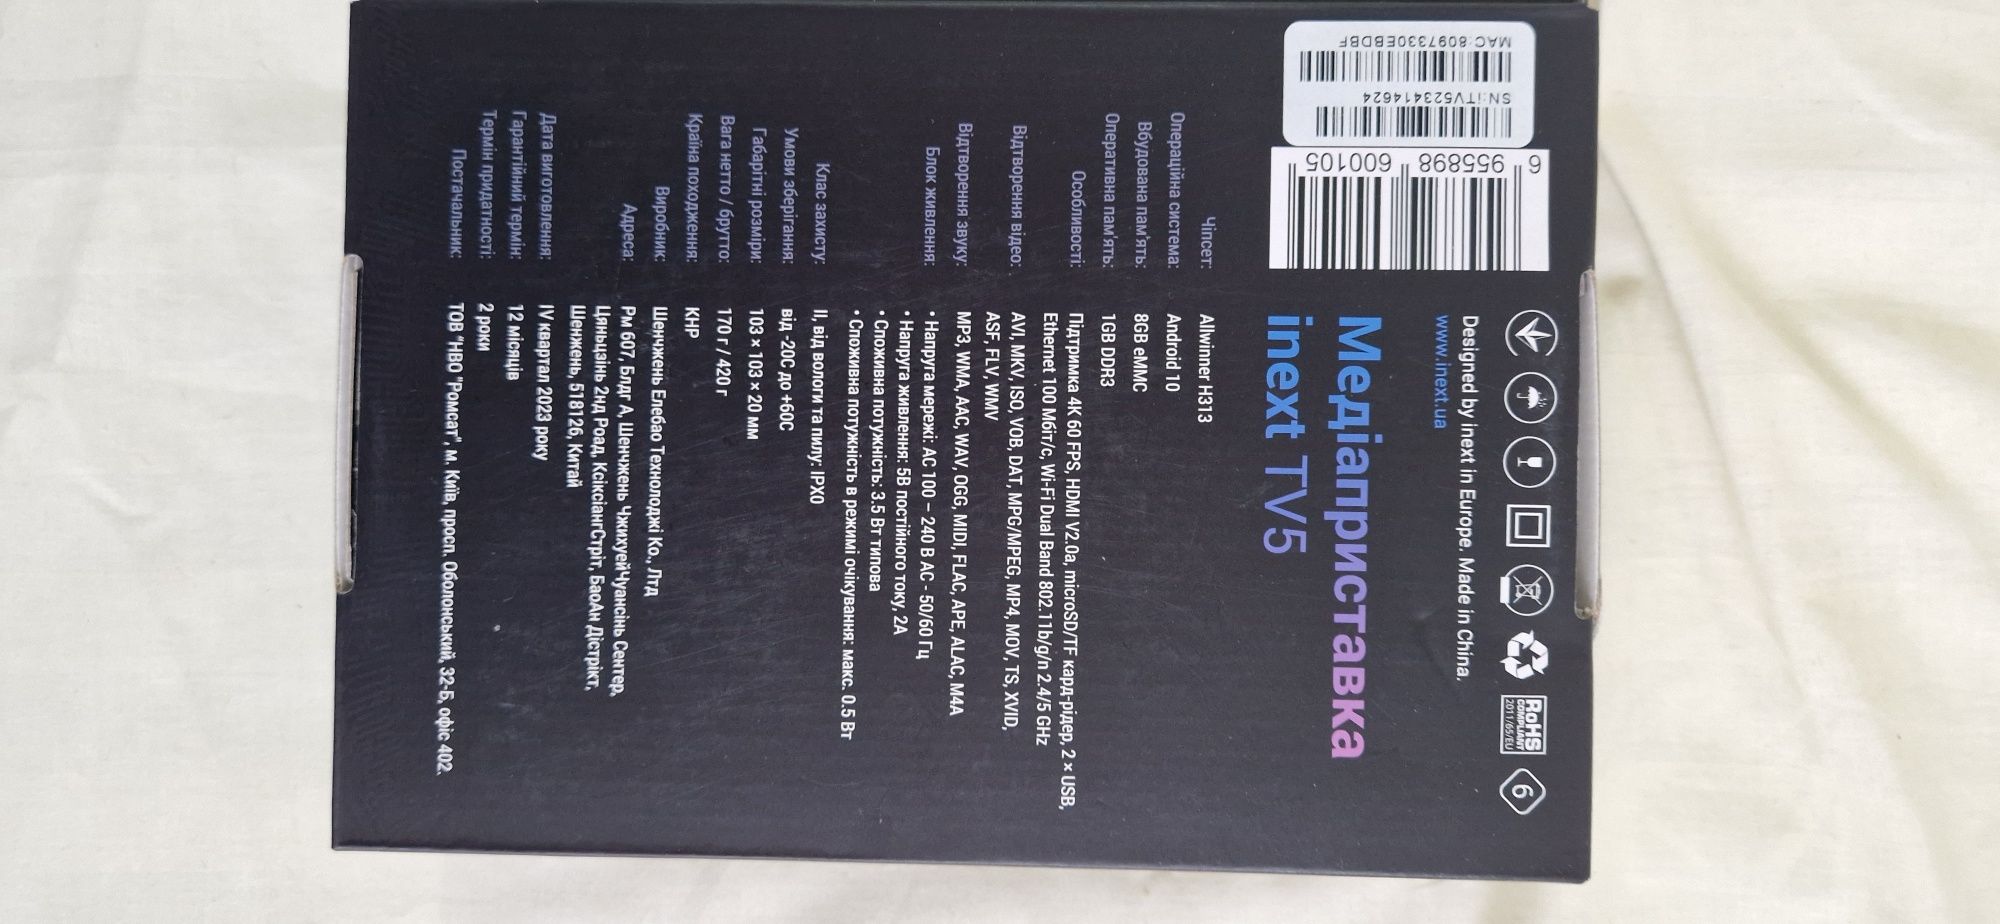 RoHS
COMPLIANT
2011/65/EU
6
Designed by inext in Europe. Made in China.
www.inext.ua
Медіаприставка
inext TV5
6 955898 600105
SN:iTV523414624
MAC:8097330EBDBF
Чіпсет: Allwinner H313
Операційна система: Android 10
Вбудована пам'ять: 8GB eMMC
Оперативна пам'ять: 1GB DDR3
Особливості: Підтримка 4K 60 FPS, HDMI V2.0a, microSD/TF кард-рідер, 2 × USB,
Ethernet 100 Мбіт/с, Wi-Fi Dual Band 802.11b/g/n 2.4/5 GHz
Відтворення відео: AVI, MKV, ISO, VOB, DAT, MPG/MPEG, MP4, MOV, TS, XVID,
ASF, FLV, WMV
Відтворення звуку: MP3, WMA, AAC, WAV, OGG, MIDI, FLAC, APE, ALAC, M4A
Блок живлення: • Напруга мережі: AC 100 – 240 В AC - 50/60 Гц
• Напруга живлення: 5В постійного току, 2А
• Споживна потужність: 3.5 Вт типова
• Споживна потужність в режимі очікування: макс. 0.5 Вт
Клас захисту: II, від вологи та пилу: IPX0
Умови зберігання: від -20С до +60С
Габарітні розміри: 103 × 103 × 20 мм
Вага нетто / брутто: 170 г / 420 г
Країна походження: КНР
Виробник: Шенчжень Елебао Технолоджі Ко., Лтд
Адреса: Рм 607, Блдг А, Шенчжень ЧжихуейЧуансінь Сентер,
Цяньцзінь 2нд Роад, КсіксіанґСтріт, БаоАн Дістрікт,
Шенжень, 518126, Китай
Дата виготовлення: IV квартал 2023 року
Гарантійний термін: 12 місяців
Термін придатності: 2 роки
Постачальник: ТОВ "НВО "Ромсат", м. Київ, просп. Оболонський, 32-Б, офіс 402.